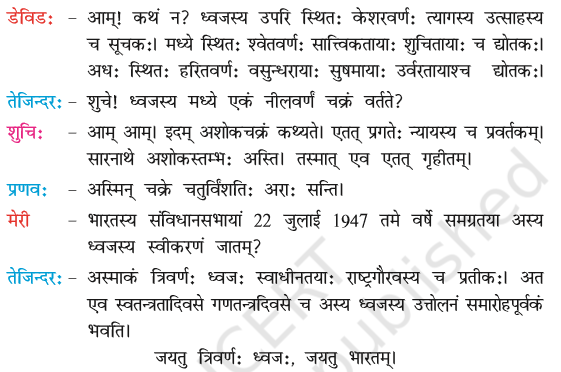 डेविडः – आम्! कथं न? ध्वजस्य उपरि स्थितः केशरवर्णः त्यागस्य उत्साहस्य
च सूचकः। मध्ये स्थितः श्वेतवर्णः सात्त्विकतायाः शुचितायाः च द्योतकः।
अधः स्थितः हरितवर्णः वसुन्धरायाः सुषमायाः उर्वरतायाश्च द्योतकः।
तेजिन्दरः – शुचे! ध्वजस्य मध्ये एकं नीलवर्णं चक्रं वर्तते?
शुचिः – आम् आम्। इदम् अशोकचक्रं कथ्यते। एतत् प्रगतेः न्यायस्य च प्रवर्तकम्।
सारनाथे अशोकस्तम्भः अस्ति। तस्मात् एव एतत् गृहीतम्।
प्रणवः – अस्मिन् चक्रे चतुर्विंशतिः अराः सन्ति।
मेरी – भारतस्य संविधानसभायां 22 जुलाई 1947 तमे वर्षे समग्रतया अस्य
ध्वजस्य स्वीकरणं जातम्?
तेजिन्दरः – अस्माकं त्रिवर्णः ध्वजः स्वाधीनतायाः राष्ट्रगौरवस्य च प्रतीकः। अत
एव स्वतन्त्रतादिवसे गणतन्त्रदिवसे च अस्य ध्वजस्य उत्तोलनं समारोहपूर्वकं
भवति।
जयतु त्रिवर्णः ध्वजः, जयतु भारतम्।
NCERT
published